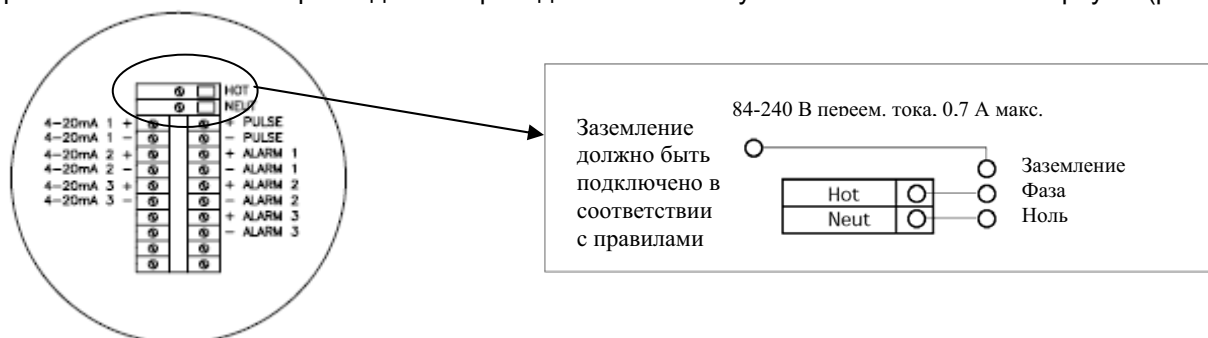 HOT
NEUT
4-20mA 1 + + PULSE
4-20mA 1 - - PULSE
4-20mA 2 + + ALARM 1
4-20mA 2 - - ALARM 1
4-20mA 3 + + ALARM 2
4-20mA 3 - - ALARM 2
+ ALARM 3
- ALARM 3
84-240 В перем. тока, 0.7 А макс.
Заземление
должно быть
подключено в
соответствии
с правилами
Hot
Neut
Заземление
Фаза
Ноль